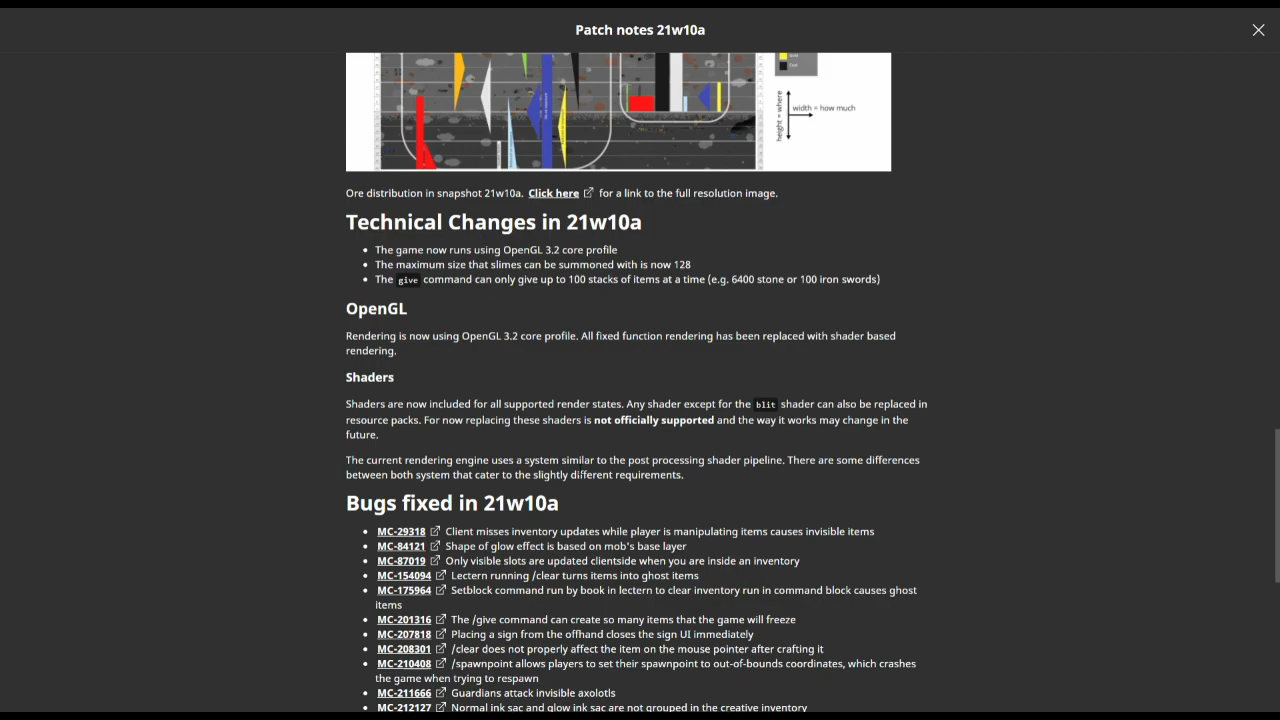 Patch notes 21w10a
height = where
width = how much
Ore distribution in snapshot 21w10a. Click here for a link to the full resolution image.
Technical Changes in 21w10a
• The game now runs using OpenGL 3.2 core profile
• The maximum size that slimes can be summoned with is now 128
• The give command can only give up to 100 stacks of items at a time (e.g. 6400 stone or 100 iron swords)
OpenGL
Rendering is now using OpenGL 3.2 core profile. All fixed function rendering has been replaced with shader based
rendering.
Shaders
Shaders are now included for all supported render states. Any shader except for the blit shader can also be replaced in
resource packs. For now replacing these shaders is not officially supported and the way it works may change in the
future.
The current rendering engine uses a system similar to the post processing shader pipeline. There are some differences
between both system that cater to the slightly different requirements.
Bugs fixed in 21w10a
• MC-29318 Client misses inventory updates while player is manipulating items causes invisible items
• MC-84121 Shape of glow effect is based on mob's base layer
• MC-87019 Only visible slots are updated clientside when you are inside an inventory
• MC-154094 Lectern running /clear turns items into ghost items
• MC-175964 Setblock command run by book in lectern to clear inventory run in command block causes ghost
items
• MC-201316 The /give command can create so many items that the game will freeze
• MC-207818 Placing a sign from the offhand closes the sign UI immediately
• MC-208301 /clear does not properly affect the item on the mouse pointer after crafting it
• MC-210408 /spawnpoint allows players to set their spawnpoint to out-of-bounds coordinates, which crashes
the game when trying to respawn
• MC-211666 Guardians attack invisible axolotls
• MC-212127 Normal ink sac and glow ink sac are not grouped in the creative inventory